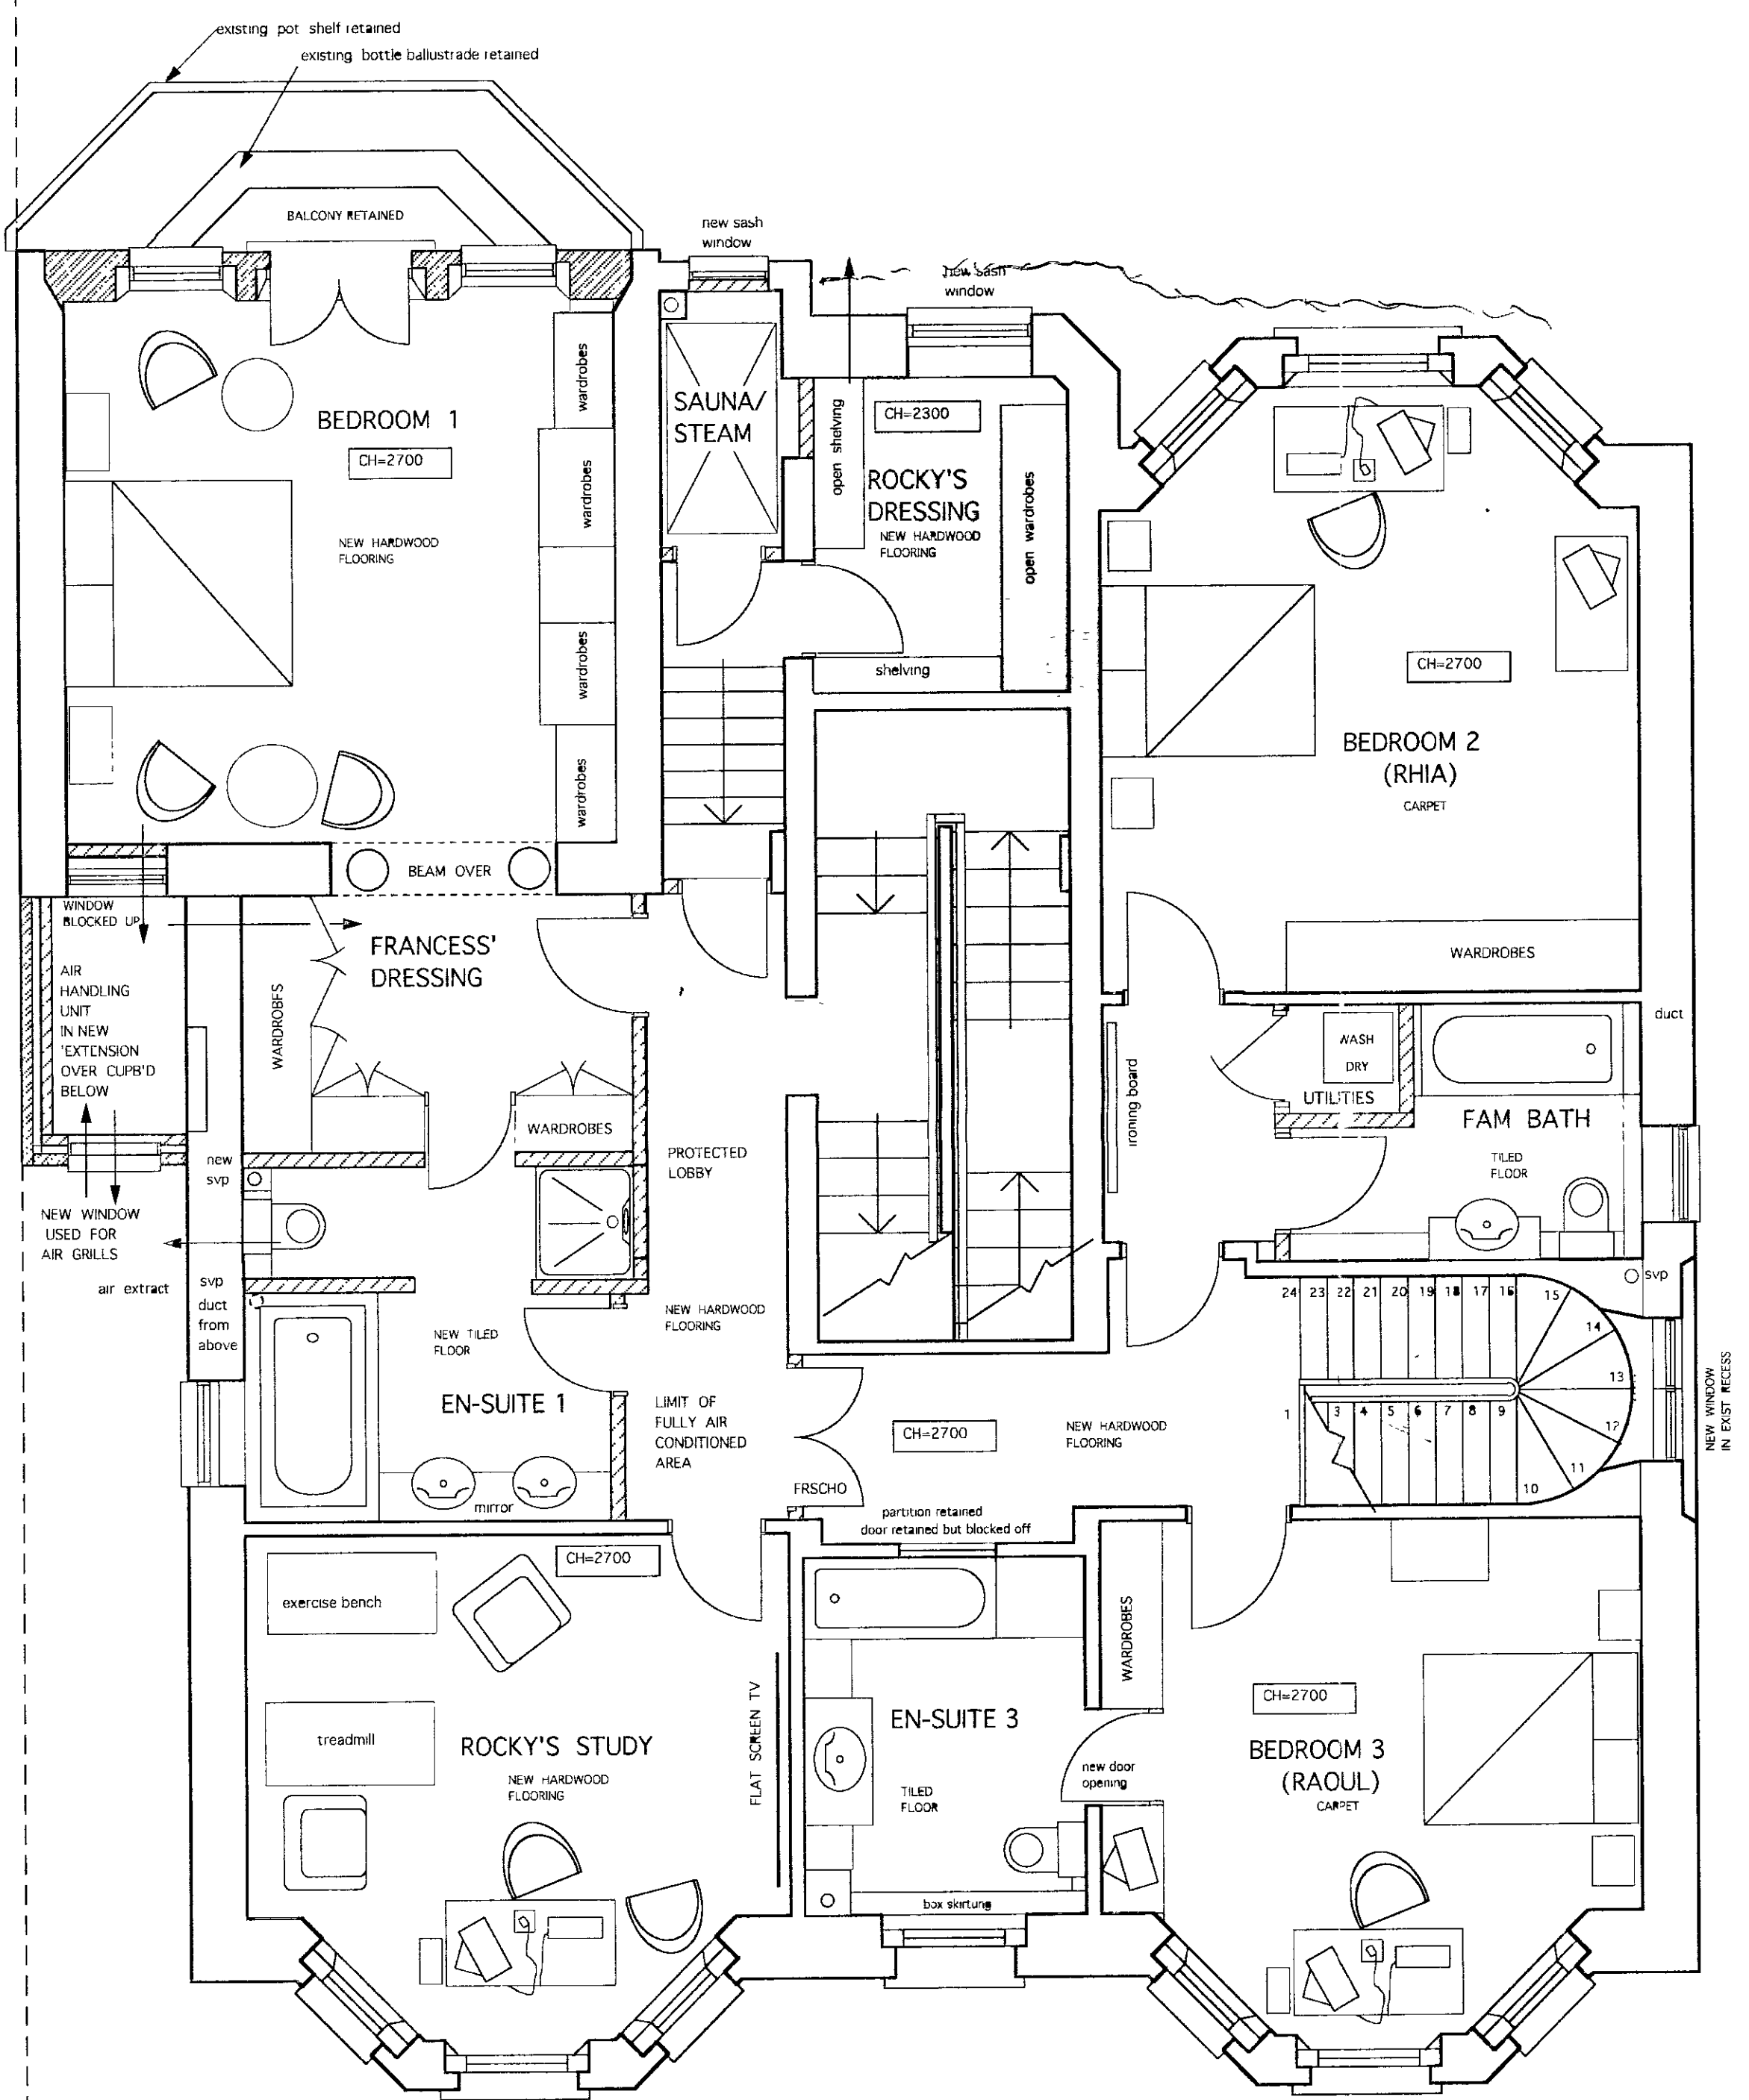 existing pot shelf retained
existing bottle ballustrade retained
BALCONY RETAINED
new sash
window
new sash
window
BEDROOM 1
CH=2700
NEW HARDWOOD
FLOORING
wardrobes
wardrobes
wardrobes
wardrobes
SAUNA/
STEAM
open shelving
CH=2300
ROCKY'S
DRESSING
NEW HARDWOOD
FLOORING
open wardrobes
shelving
CH=2700
BEDROOM 2
(RHIA)
CARPET
WARDROBES
BEAM OVER
WINDOW
BLOCKED UP
AIR
HANDLING
UNIT
IN NEW
'EXTENSION
OVER CUPB'D
BELOW
FRANCESS'
DRESSING
WARDROBES
WARDROBES
new
svp
NEW WINDOW
USED FOR
AIR GRILLS
air extract
svp
duct
from
above
PROTECTED
LOBBY
NEW HARDWOOD
FLOORING
NEW TILED
FLOOR
EN-SUITE 1
mirror
LIMIT OF
FULLY AIR
CONDITIONED
AREA
FRSCHO
ironing board
WASH
DRY
UTILITIES
duct
FAM BATH
TILED
FLOOR
svp
24 23 22 21 20 19 18 17 16 15
14
13
12
11
10
1 3 4 5 6 7 8 9
NEW WINDOW
IN EXIST RECESS
CH=2700
NEW HARDWOOD
FLOORING
partition retained
door retained but blocked off
CH=2700
exercise bench
treadmill
ROCKY'S STUDY
NEW HARDWOOD
FLOORING
FLAT SCREEN TV
EN-SUITE 3
TILED
FLOOR
box skirtung
WARDROBES
new door
opening
CH=2700
BEDROOM 3
(RAOUL)
CARPET